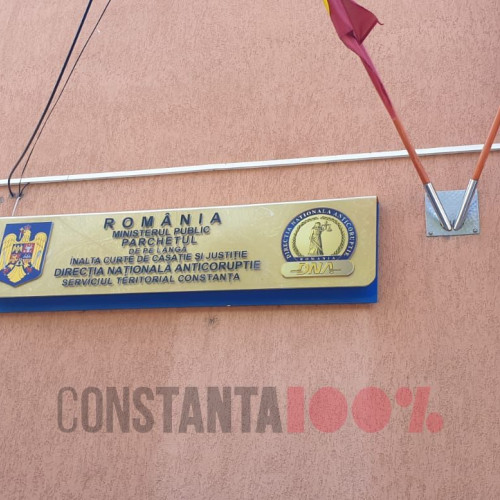 ROMÂNIA
MINISTERUL PUBLIC
PARCHETUL
DE PE LÂNGĂ
ÎNALTA CURTE DE CASAȚIE ȘI JUSTIȚIE
DIRECȚIA NAȚIONALĂ ANTICORUPȚIE
SERVICIUL TERITORIAL CONSTANȚA
DIRECȚIA NAȚIONALĂ ANTICORUPȚIE
ROMANIA
DNA
CONSTANTA100%